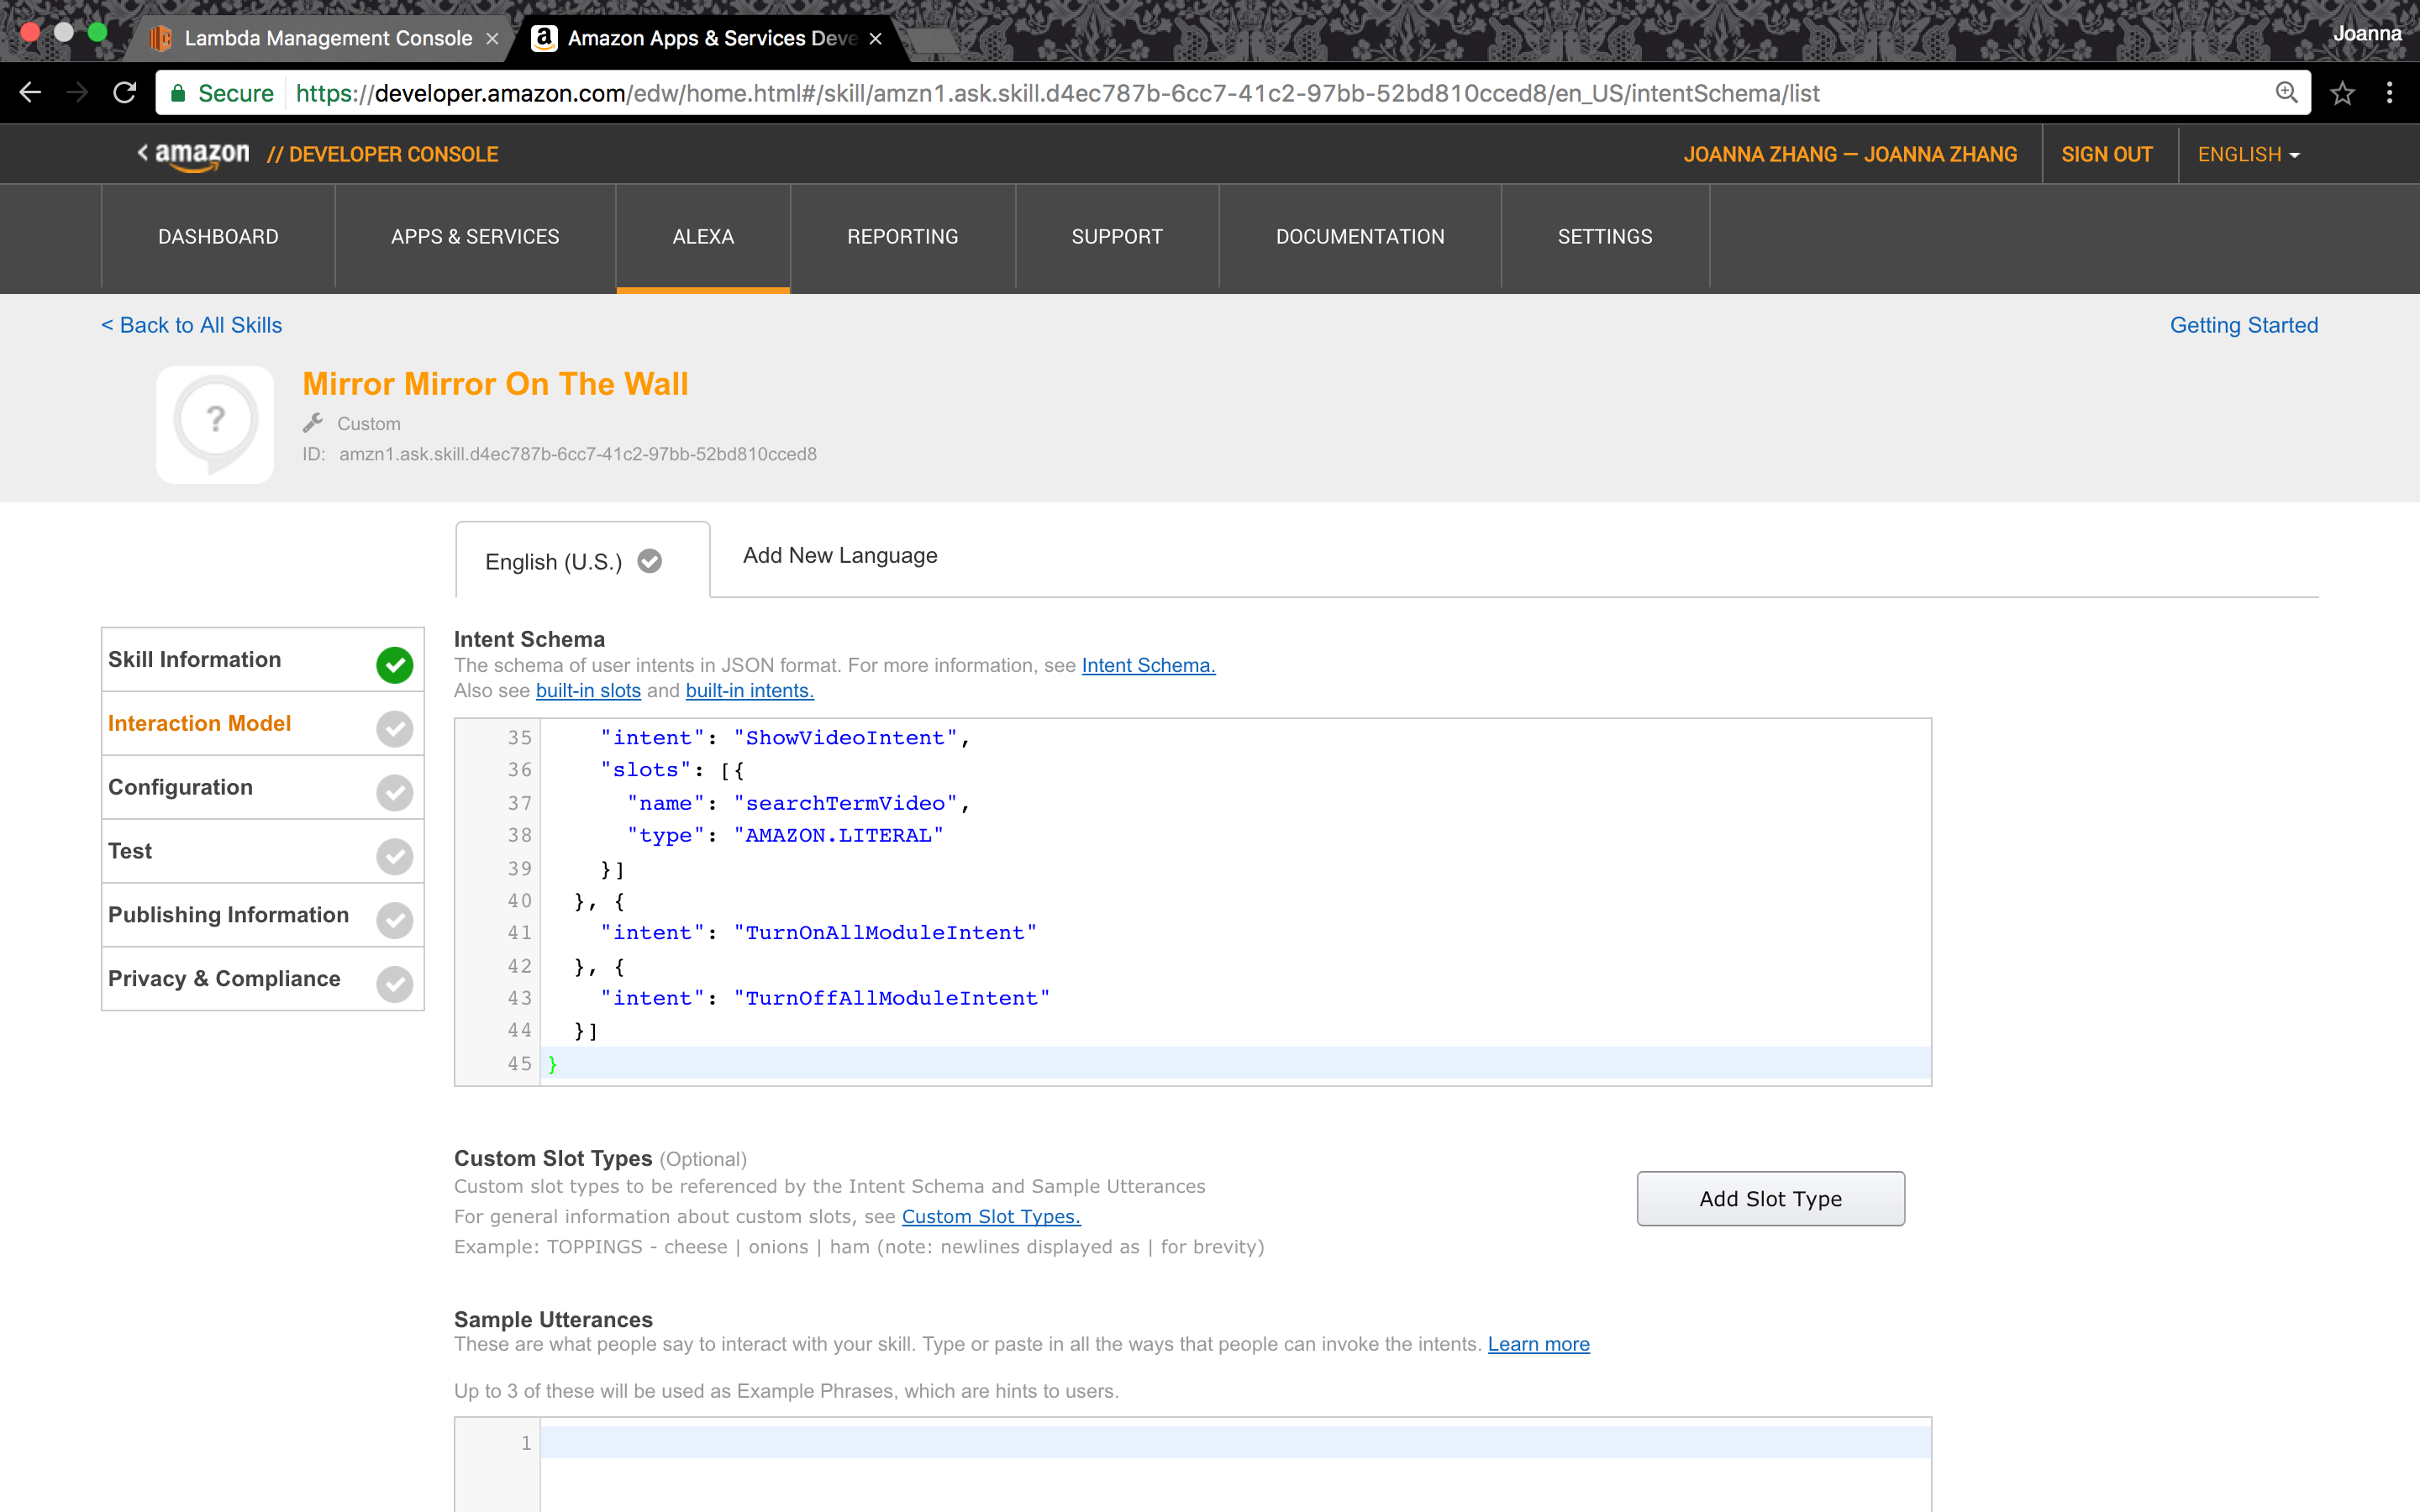 Lambda Management Console
Amazon Apps & Services Deve
Joanna
Secure https://developer.amazon.com/edw/home.html#/skill/amzn1.ask.skill.d4ec787b-6cc7-41c2-97bb-52bd810cced8/en_US/intentSchema/list
< amazon // DEVELOPER CONSOLE
JOANNA ZHANG — JOANNA ZHANG
SIGN OUT
ENGLISH
DASHBOARD
APPS & SERVICES
ALEXA
REPORTING
SUPPORT
DOCUMENTATION
SETTINGS
< Back to All Skills
Getting Started
?
Mirror Mirror On The Wall
Custom
ID: amzn1.ask.skill.d4ec787b-6cc7-41c2-97bb-52bd810cced8
English (U.S.)
Add New Language
Skill Information
Interaction Model
Configuration
Test
Publishing Information
Privacy & Compliance
Intent Schema
The schema of user intents in JSON format. For more information, see Intent Schema.
Also see built-in slots and built-in intents.
35 "intent": "ShowVideoIntent",
36 "slots": [{
37 "name": "searchTermVideo",
38 "type": "AMAZON.LITERAL"
39 }]
40 }, {
41 "intent": "TurnOnAllModuleIntent"
42 }, {
43 "intent": "TurnOffAllModuleIntent"
44 }]
45 }
Custom Slot Types (Optional)
Custom slot types to be referenced by the Intent Schema and Sample Utterances
For general information about custom slots, see Custom Slot Types.
Example: TOPPINGS - cheese | onions | ham (note: newlines displayed as | for brevity)
Add Slot Type
Sample Utterances
These are what people say to interact with your skill. Type or paste in all the ways that people can invoke the intents. Learn more
Up to 3 of these will be used as Example Phrases, which are hints to users.
1